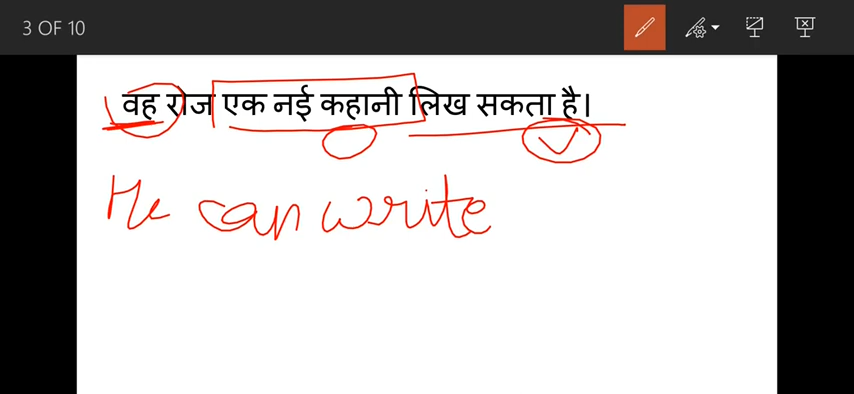 3 OF 10
वह रोज एक नई कहानी लिख सकता है।
He can write